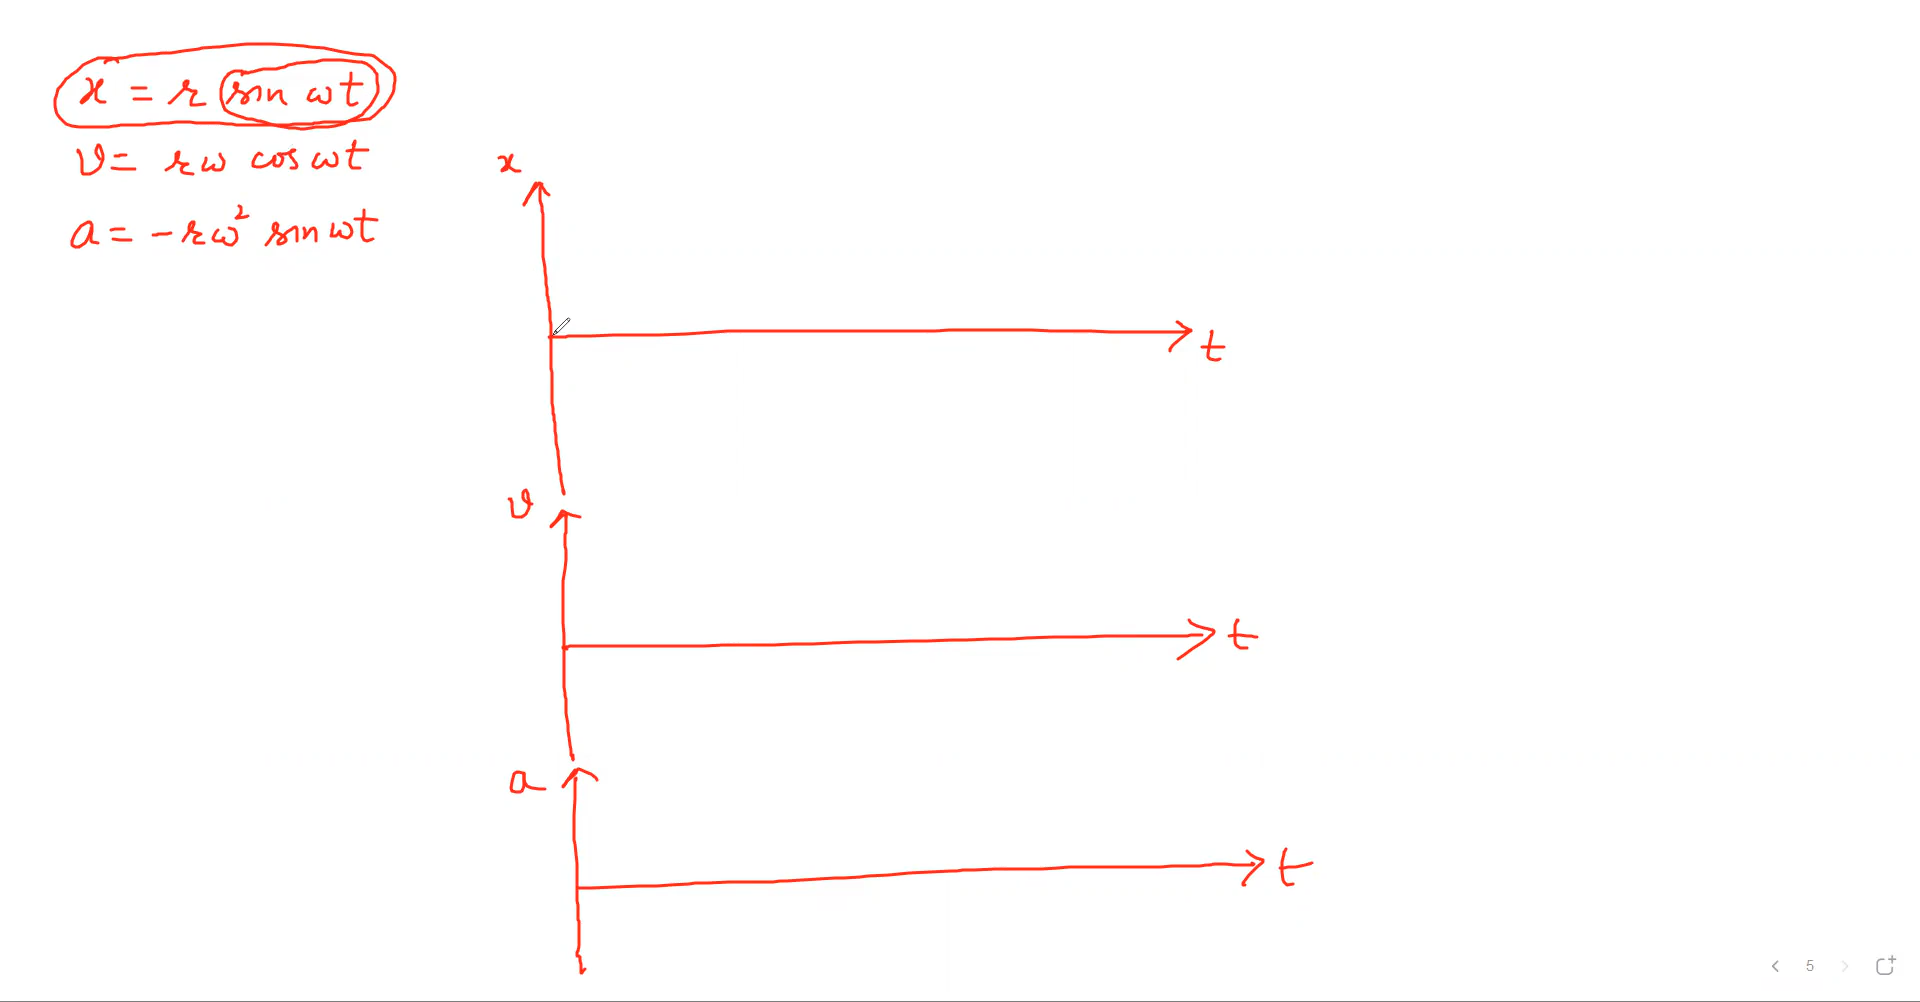 x = r sin ωt
v = rω cos ωt
a = -rω² sin ωt
x
t
v
t
a
t
5